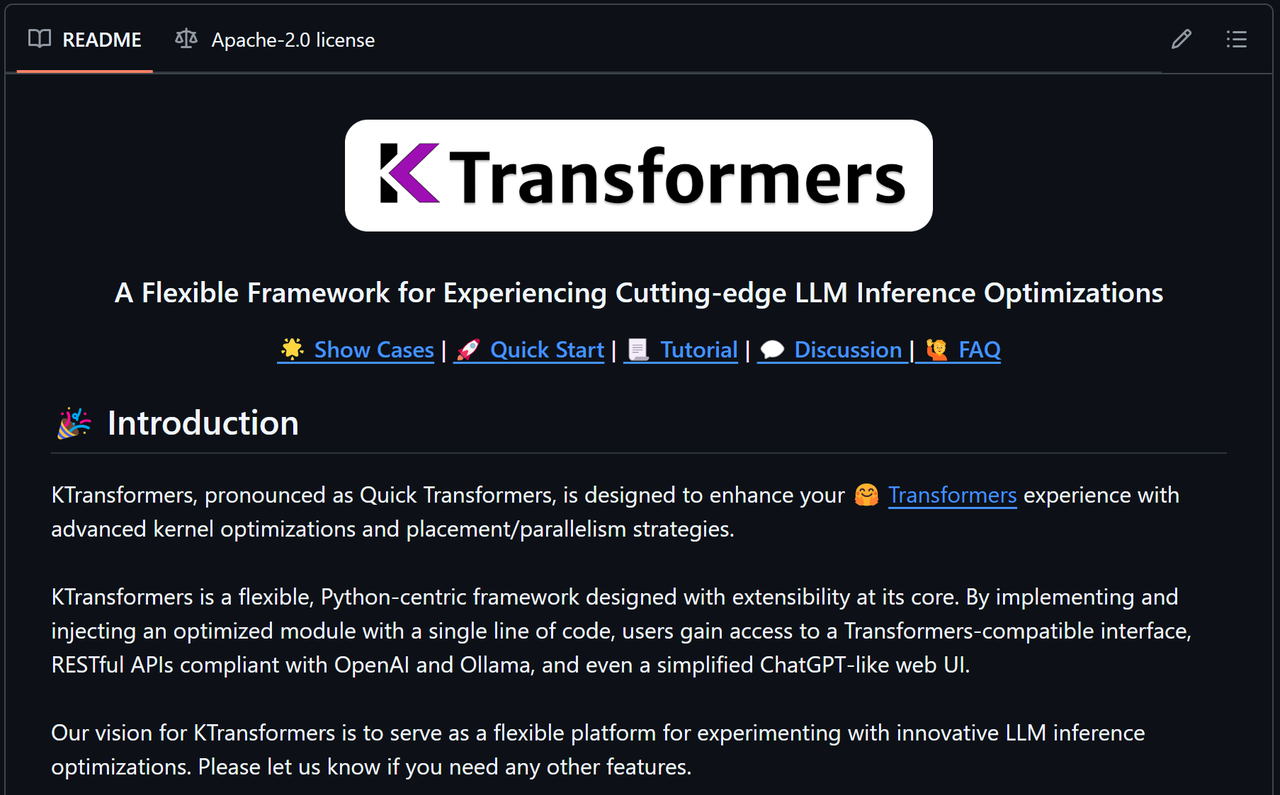 README Apache-2.0 license
KTransformers
A Flexible Framework for Experiencing Cutting-edge LLM Inference Optimizations
🌟 Show Cases | 🚀 Quick Start | 📃 Tutorial | 💬 Discussion | 🙋 FAQ
🎉 Introduction
KTransformers, pronounced as Quick Transformers, is designed to enhance your 🤗 Transformers experience with
advanced kernel optimizations and placement/parallelism strategies.
KTransformers is a flexible, Python-centric framework designed with extensibility at its core. By implementing and
injecting an optimized module with a single line of code, users gain access to a Transformers-compatible interface,
RESTful APIs compliant with OpenAI and Ollama, and even a simplified ChatGPT-like web UI.
Our vision for KTransformers is to serve as a flexible platform for experimenting with innovative LLM inference
optimizations. Please let us know if you need any other features.